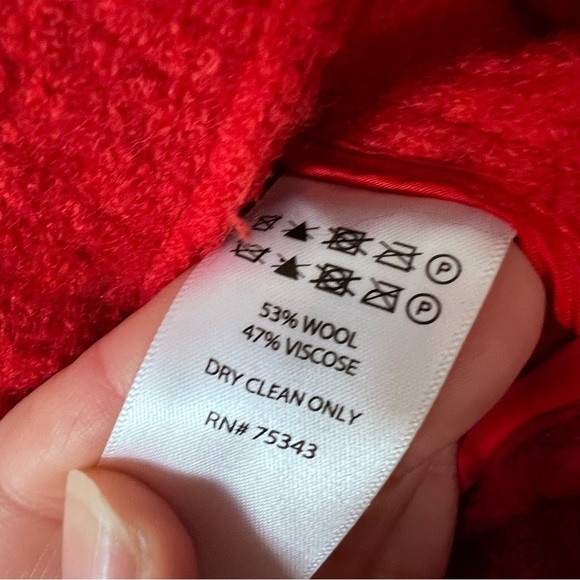 P
P
53% WOOL
47% VISCOSE
DRY CLEAN ONLY
RN# 75343